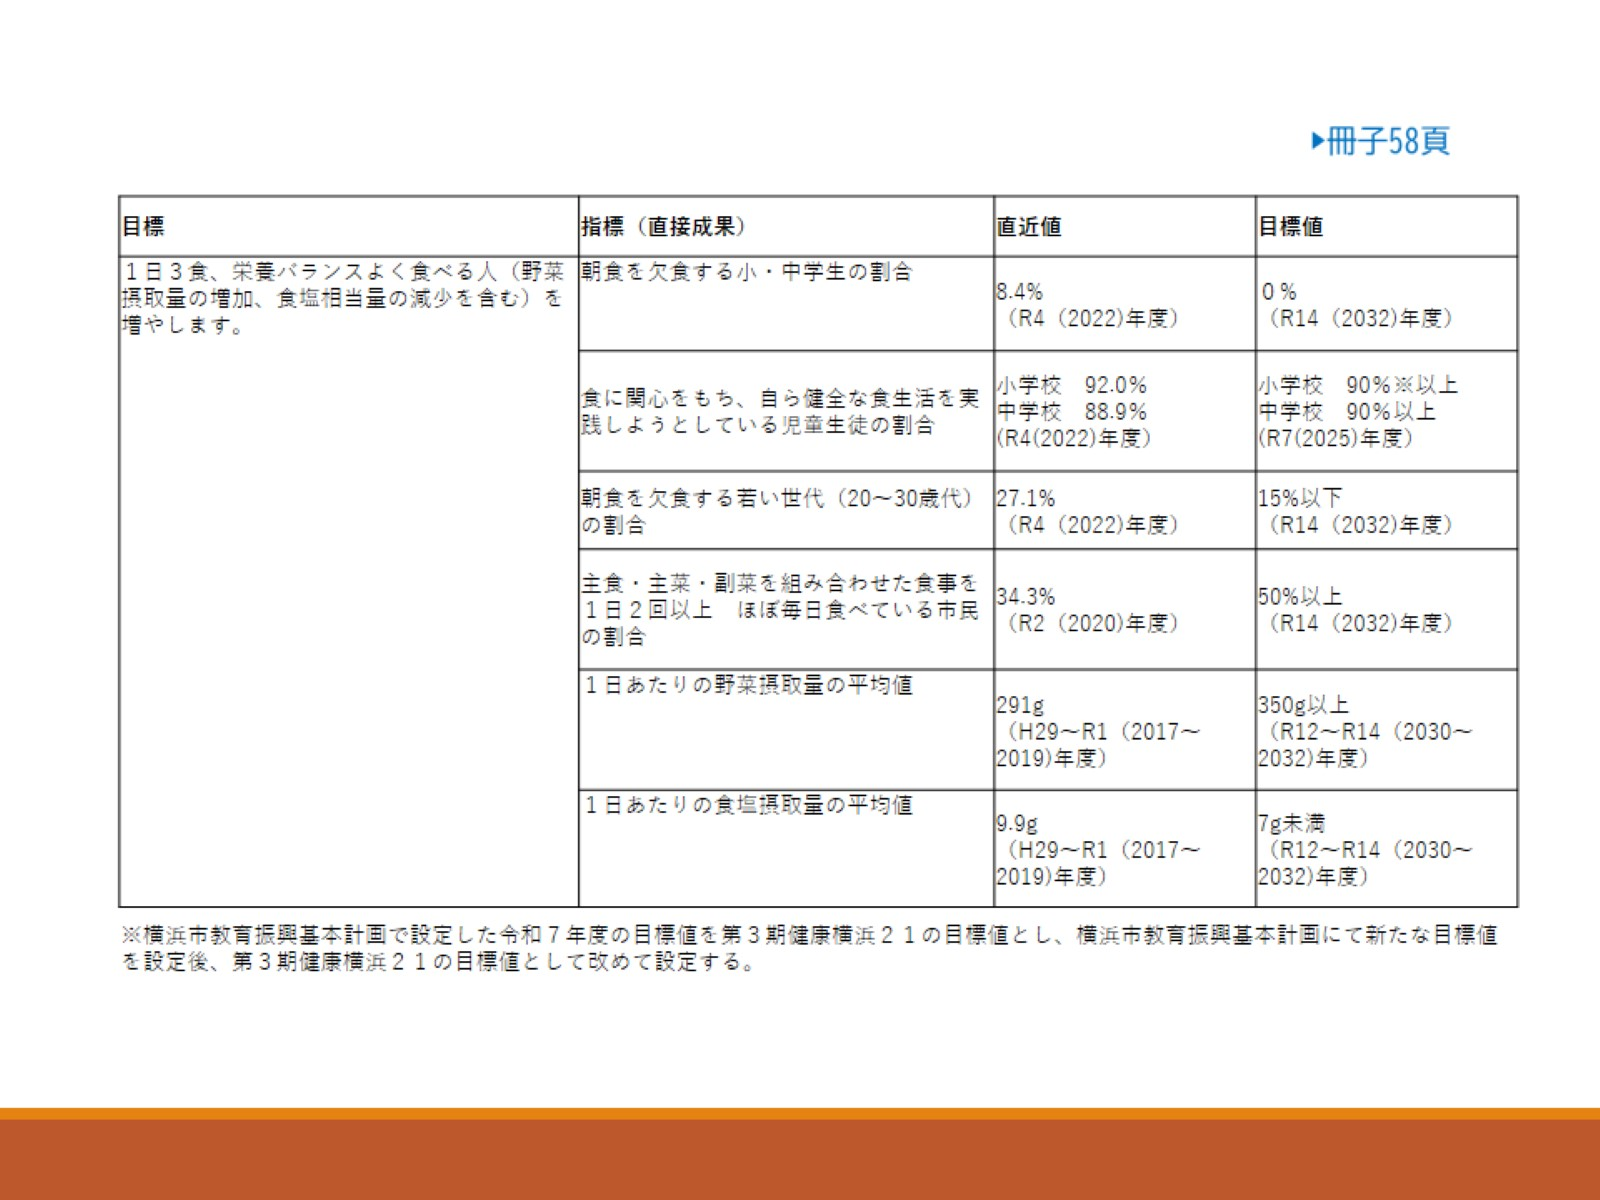 ▶冊子58頁
目標
指標（直接成果）
直近値
目標値
１日３食、栄養バランスよく食べる人（野菜
摂取量の増加、食塩相当量の減少を含む）を
増やします。
朝食を欠食する小・中学生の割合
8.4%
（R4（2022)年度）
０%
（R14（2032)年度）
食に関心をもち、自ら健全な食生活を実
践しようとしている児童生徒の割合
小学校　92.0%
中学校　88.9%
(R4(2022)年度）
小学校　90%※以上
中学校　90%以上
(R7(2025)年度）
朝食を欠食する若い世代（20～30歳代）
の割合
27.1%
（R4（2022)年度）
15%以下
（R14（2032)年度）
主食・主菜・副菜を組み合わせた食事を
１日２回以上　ほぼ毎日食べている市民
の割合
34.3%
（R2（2020)年度）
50%以上
（R14（2032)年度）
１日あたりの野菜摂取量の平均値
291g
（H29～R1（2017～
2019)年度）
350g以上
（R12～R14（2030～
2032)年度）
１日あたりの食塩摂取量の平均値
9.9g
（H29～R1（2017～
2019)年度）
7g未満
（R12～R14（2030～
2032)年度）
※横浜市教育振興基本計画で設定した令和７年度の目標値を第３期健康横浜２１の目標値とし、横浜市教育振興基本計画にて新たな目標値
を設定後、第３期健康横浜２１の目標値として改めて設定する。